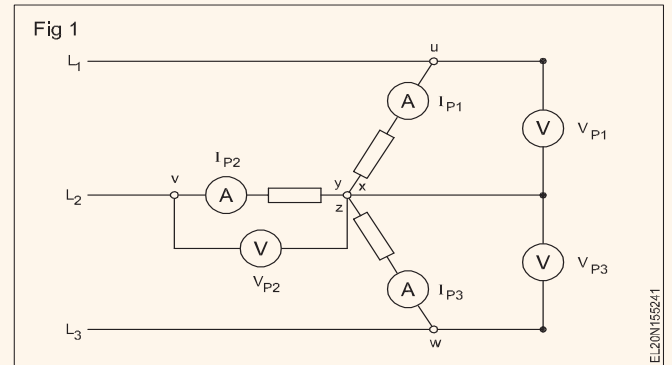 Fig 1
L1
u
A
IP1
V
VP1
v
IP2
L2
A
y
x
z
V
VP2
V
VP3
A
IP3
L3
w
EL20N155241